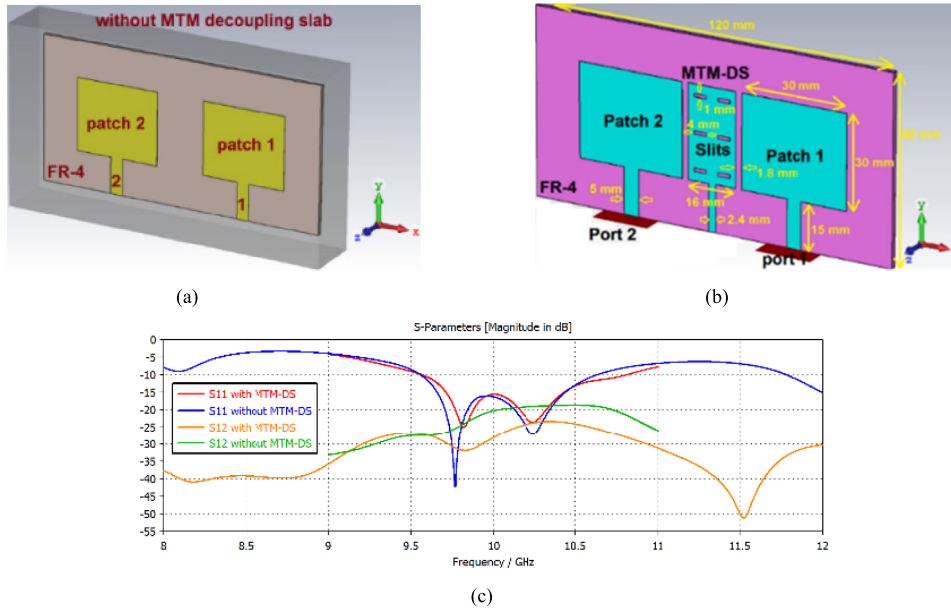 without MTM decoupling slab
patch 2
patch 1
FR-4
2
1
y
x
z
(a)
120 mm
MTM-DS
30 mm
1 mm
Patch 2
4 mm
Slits
Patch 1
30 mm
FR-4
1.8 mm
5 mm
16 mm
2.4 mm
15 mm
Port 2
port 1
y
x
z
(b)
S-Parameters [Magnitude in dB]
0
-5
-10
-15
-20
-25
-30
-35
-40
-45
-50
-55
S11 with MTM-DS
S11 without MTM-DS
S12 with MTM-DS
S12 without MTM-DS
8 8.5 9 9.5 10 10.5 11 11.5 12
Frequency / GHz
(c)